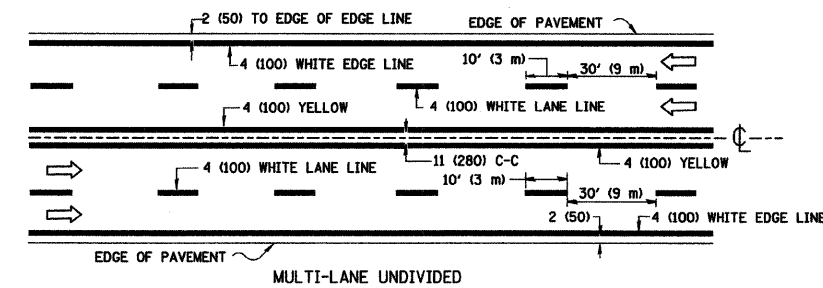 2 (50) TO EDGE OF EDGE LINE
EDGE OF PAVEMENT
4 (100) WHITE EDGE LINE
10' (3 m)
30' (9 m)
4 (100) YELLOW
4 (100) WHITE LANE LINE
℄
4 (100) WHITE LANE LINE
11 (280) C-C
4 (100) YELLOW
10' (3 m)
30' (9 m)
2 (50)
4 (100) WHITE EDGE LINE
EDGE OF PAVEMENT
MULTI-LANE UNDIVIDED